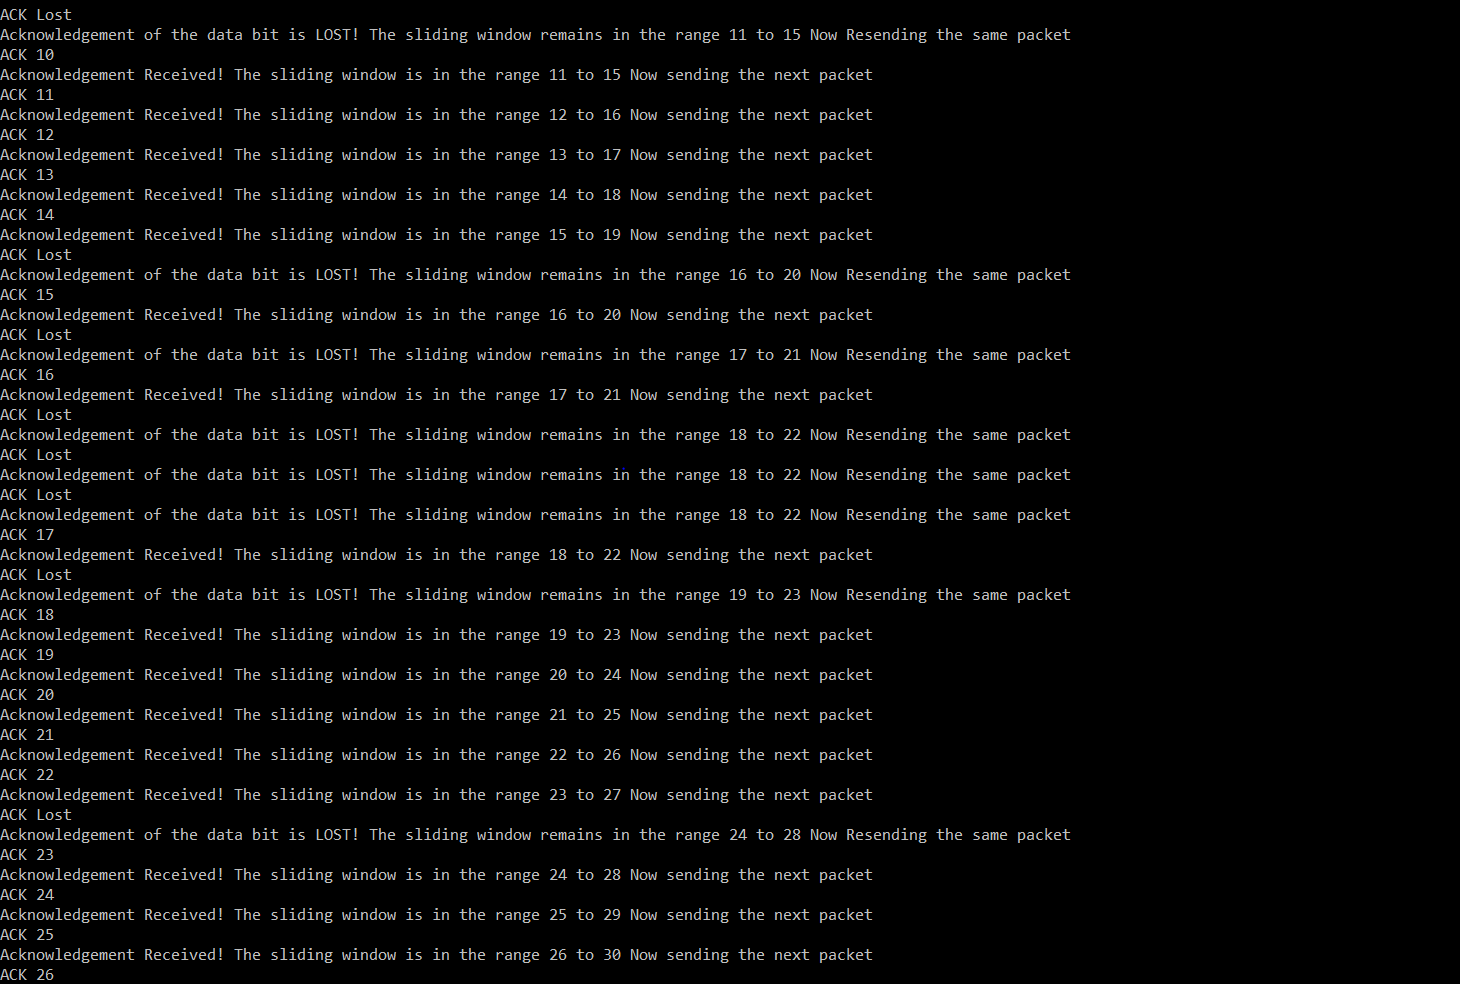 ACK Lost
Acknowledgement of the data bit is LOST! The sliding window remains in the range 11 to 15 Now Resending the same packet
ACK 10
Acknowledgement Received! The sliding window is in the range 11 to 15 Now sending the next packet
ACK 11
Acknowledgement Received! The sliding window is in the range 12 to 16 Now sending the next packet
ACK 12
Acknowledgement Received! The sliding window is in the range 13 to 17 Now sending the next packet
ACK 13
Acknowledgement Received! The sliding window is in the range 14 to 18 Now sending the next packet
ACK 14
Acknowledgement Received! The sliding window is in the range 15 to 19 Now sending the next packet
ACK Lost
Acknowledgement of the data bit is LOST! The sliding window remains in the range 16 to 20 Now Resending the same packet
ACK 15
Acknowledgement Received! The sliding window is in the range 16 to 20 Now sending the next packet
ACK Lost
Acknowledgement of the data bit is LOST! The sliding window remains in the range 17 to 21 Now Resending the same packet
ACK 16
Acknowledgement Received! The sliding window is in the range 17 to 21 Now sending the next packet
ACK Lost
Acknowledgement of the data bit is LOST! The sliding window remains in the range 18 to 22 Now Resending the same packet
ACK Lost
Acknowledgement of the data bit is LOST! The sliding window remains in the range 18 to 22 Now Resending the same packet
ACK Lost
Acknowledgement of the data bit is LOST! The sliding window remains in the range 18 to 22 Now Resending the same packet
ACK 17
Acknowledgement Received! The sliding window is in the range 18 to 22 Now sending the next packet
ACK Lost
Acknowledgement of the data bit is LOST! The sliding window remains in the range 19 to 23 Now Resending the same packet
ACK 18
Acknowledgement Received! The sliding window is in the range 19 to 23 Now sending the next packet
ACK 19
Acknowledgement Received! The sliding window is in the range 20 to 24 Now sending the next packet
ACK 20
Acknowledgement Received! The sliding window is in the range 21 to 25 Now sending the next packet
ACK 21
Acknowledgement Received! The sliding window is in the range 22 to 26 Now sending the next packet
ACK 22
Acknowledgement Received! The sliding window is in the range 23 to 27 Now sending the next packet
ACK Lost
Acknowledgement of the data bit is LOST! The sliding window remains in the range 24 to 28 Now Resending the same packet
ACK 23
Acknowledgement Received! The sliding window is in the range 24 to 28 Now sending the next packet
ACK 24
Acknowledgement Received! The sliding window is in the range 25 to 29 Now sending the next packet
ACK 25
Acknowledgement Received! The sliding window is in the range 26 to 30 Now sending the next packet
ACK 26